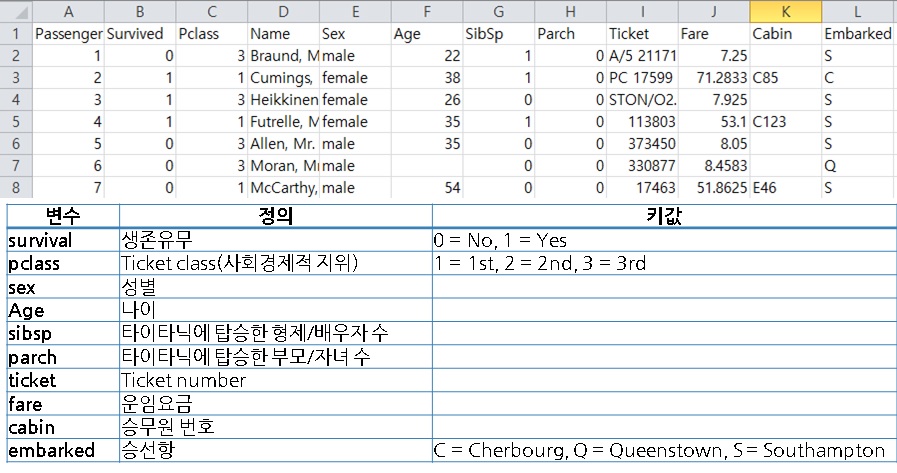 A B C D E F G H I J K L
1 Passenger Survived Pclass Name Sex Age SibSp Parch Ticket Fare Cabin Embarked
2 1 0 3 Braund, M male 22 1 0 A/5 21171 7.25 S
3 2 1 1 Cumings, female 38 1 0 PC 17599 71.2833 C85 C
4 3 1 3 Heikkinen female 26 0 0 STON/O2. 7.925 S
5 4 1 1 Futrelle, M female 35 1 0 113803 53.1 C123 S
6 5 0 3 Allen, Mr. male 35 0 0 373450 8.05 S
7 6 0 3 Moran, Mr male 0 0 330877 8.4583 Q
8 7 0 1 McCarthy, male 54 0 0 17463 51.8625 E46 S
변수 정의 키값
survival 생존유무 0 = No, 1 = Yes
pclass Ticket class(사회경제적 지위) 1 = 1st, 2 = 2nd, 3 = 3rd
sex 성별
Age 나이
sibsp 타이타닉에 탑승한 형제/배우자 수
parch 타이타닉에 탑승한 부모/자녀 수
ticket Ticket number
fare 운임요금
cabin 승무원 번호
embarked 승선항 C = Cherbourg, Q = Queenstown, S = Southampton